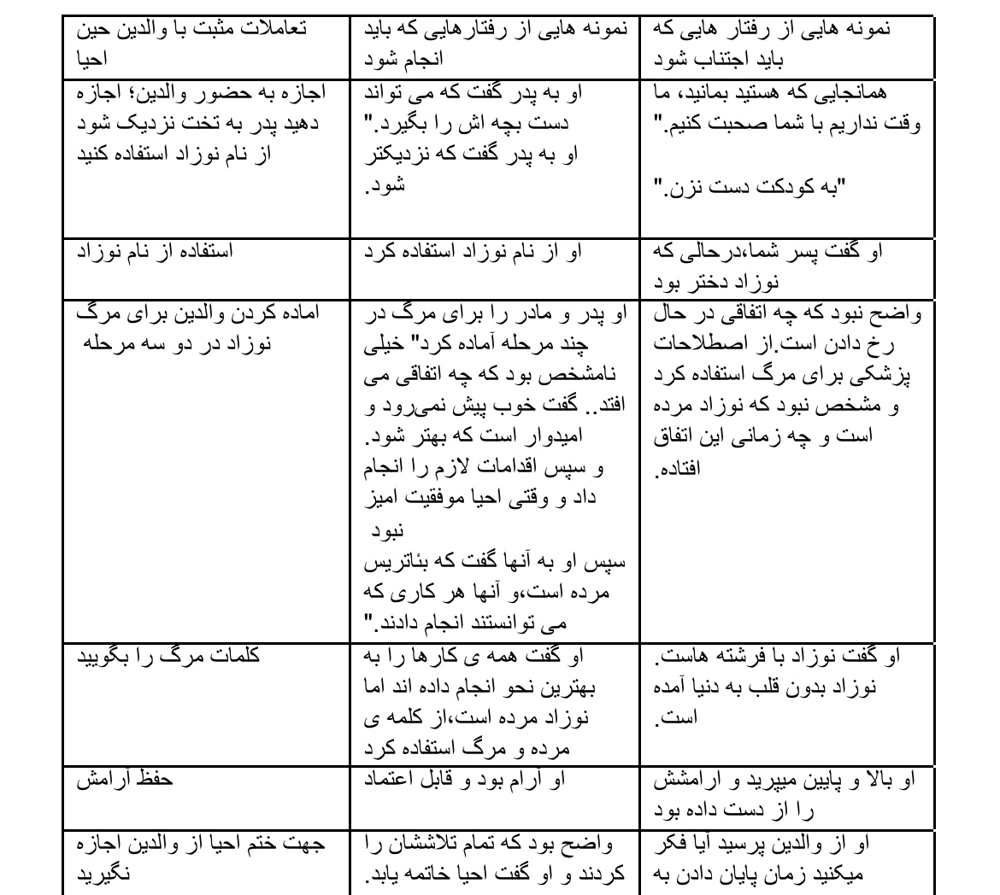 تعاملات مثبت با والدین حین
احیا
نمونه هایی از رفتارهایی که باید
انجام شود
نمونه هایی از رفتار هایی که
باید اجتناب شود
اجازه به حضور والدین؛ اجازه
دهید پدر به تخت نزدیک شود
از نام نوزاد استفاده کنید
او به پدر گفت که می تواند
دست بچه اش را بگیرد."
او به پدر گفت که نزدیکتر
شود.
همانجایی که هستید بمانید، ما
وقت نداریم با شما صحبت کنیم."
"به کودکت دست نزن."
استفاده از نام نوزاد
او از نام نوزاد استفاده کرد
او گفت پسر شما،درحالی که
نوزاد دختر بود
اماده کردن والدین برای مرگ
نوزاد در دو سه مرحله
او پدر و مادر را برای مرگ در
چند مرحله آماده کرد" خیلی
نامشخص بود که چه اتفاقی می
افتد.. گفت خوب پیش نمی‌رود و
امیدوار است که بهتر شود.
و سپس اقدامات لازم را انجام
داد و وقتی احیا موفقیت امیز
نبود
سپس او به آنها گفت که بئاتریس
مرده است،و آنها هر کاری که
می توانستند انجام دادند."
واضح نبود که چه اتفاقی در حال
رخ دادن است.از اصطلاحات
پزشکی برای مرگ استفاده کرد
و مشخص نبود که نوزاد مرده
است و چه زمانی این اتفاق
افتاده.
کلمات مرگ را بگویید
او گفت همه ی کارها را به
بهترین نحو انجام داده اند اما
نوزاد مرده است،از کلمه ی
مرده و مرگ استفاده کرد
او گفت نوزاد با فرشته هاست.
نوزاد بدون قلب به دنیا آمده
است.
حفظ آرامش
او آرام بود و قابل اعتماد
او بالا و پایین میپرید و ارامشش
را از دست داده بود
جهت ختم احیا از والدین اجازه
نگیرید
واضح بود که تمام تلاششان را
کردند و او گفت احیا خاتمه یابد.
او از والدین پرسید آیا فکر
میکنید زمان پایان دادن به